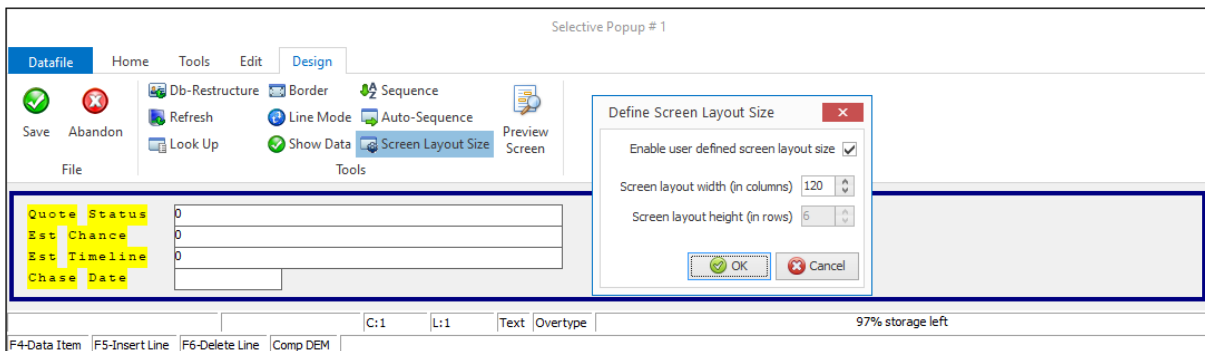 Selective Popup # 1
Datafile Home Tools Edit Design
Save Abandon
File
Db-Restructure Border Sequence
Refresh Line Mode Auto-Sequence
Look Up Show Data Screen Layout Size
Preview Screen
Tools
Define Screen Layout Size
Enable user defined screen layout size
Screen layout width (in columns) 120
Screen layout height (in rows) 6
OK Cancel
Quote Status 0
Est Chance 0
Est Timeline 0
Chase Date
C:1 L:1 Text Overtype 97% storage left
F4-Data Item F5-Insert Line F6-Delete Line Comp DEM